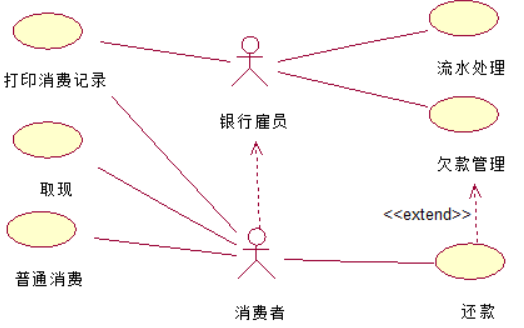 打印消费记录
流水处理
银行雇员
取现
欠款管理
<<extend>>
普通消费
消费者
还款